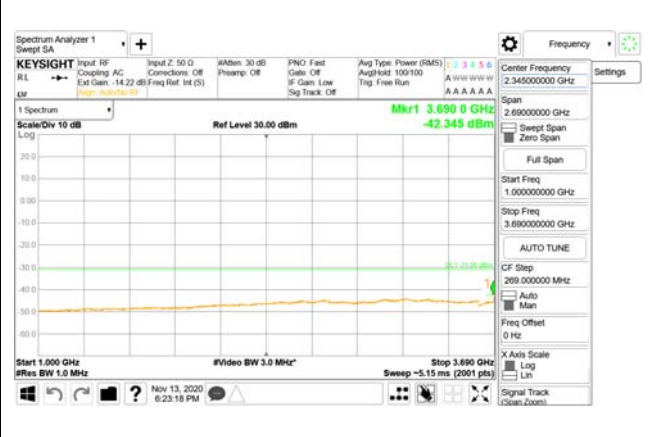 Spectrum Analyzer 1
Swept SA
Frequency
KEYSIGHT
RL
Input: RF
Coupling: AC
Ext Gain: -14.22 dB
Align: Auto/No RF
Input Z: 50 Ω
Corrections: Off
Freq Ref: Int (S)
#Atten: 30 dB
Preamp: Off
PNO: Fast
Gate: Off
IF Gain: Low
Sig Track: Off
Avg Type: Power (RMS)
Avg|Hold: 100/100
Trig: Free Run
1 2 3 4 5 6
A W W W W W
A A A A A A
1 Spectrum
Scale/Div 10 dB
Log
Ref Level 30.00 dBm
Mkr1 3.690 0 GHz
-42.345 dBm
20.0
10.0
0.00
-10.0
-20.0
-30.0
-40.0
-50.0
-60.0
1
Start 1.000 GHz
#Res BW 1.0 MHz
#Video BW 3.0 MHz*
Stop 3.690 GHz
Sweep ~5.15 ms (2001 pts)
Nov 13, 2020
6:23:18 PM
Center Frequency
2.345000000 GHz
Settings
Span
2.69000000 GHz
Swept Span
Zero Span
Full Span
Start Freq
1.000000000 GHz
Stop Freq
3.690000000 GHz
AUTO TUNE
CF Step
269.000000 MHz
Auto
Man
Freq Offset
0 Hz
X Axis Scale
Log
Lin
Signal Track
(Span Zoom)